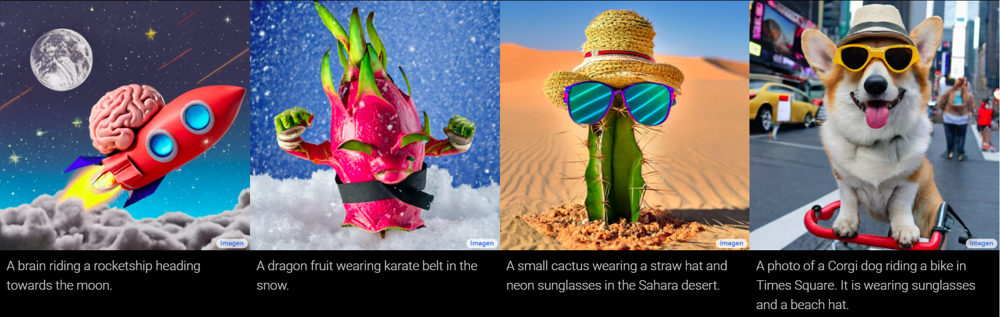 Imagen
Imagen
Imagen
Imagen
A brain riding a rocketship heading
towards the moon.
A dragon fruit wearing karate belt in the
snow.
A small cactus wearing a straw hat and
neon sunglasses in the Sahara desert.
A photo of a Corgi dog riding a bike in
Times Square. It is wearing sunglasses
and a beach hat.